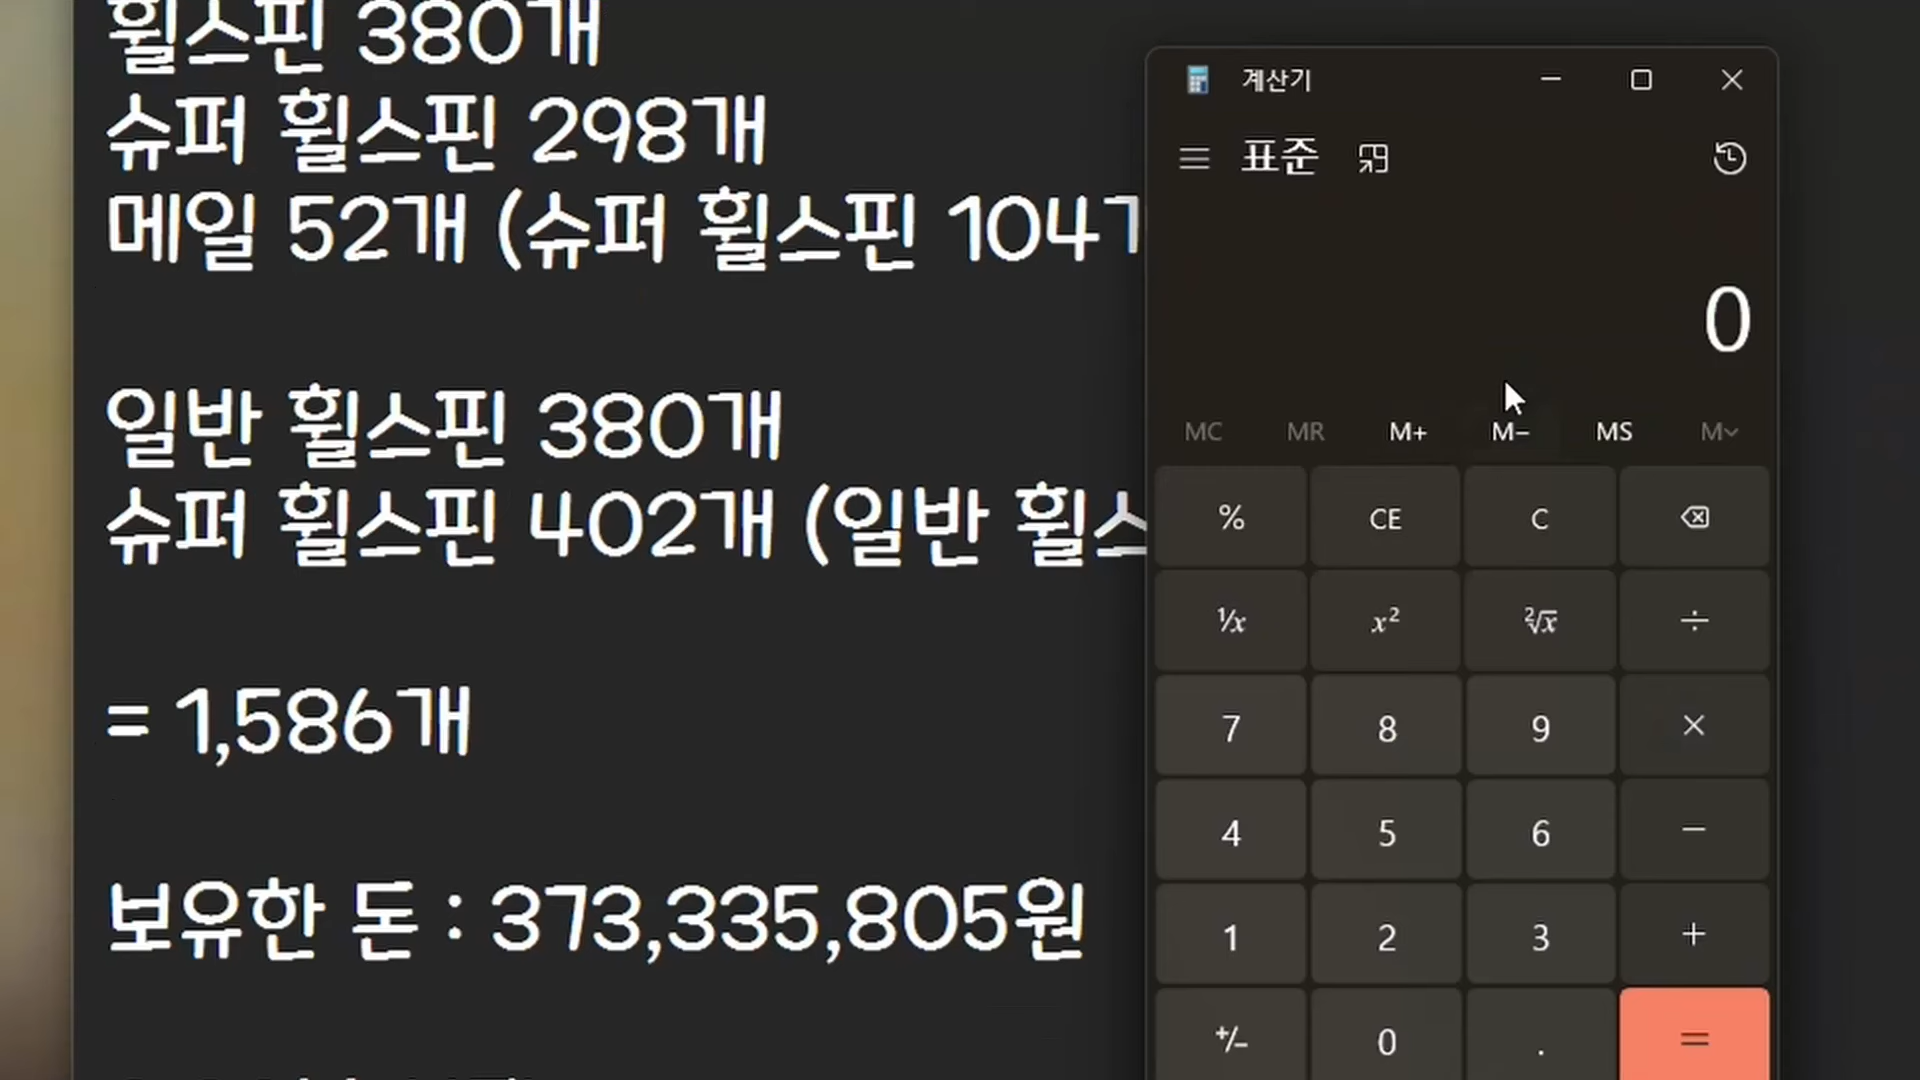 휠스핀 380개
슈퍼 휠스핀 298개
메일 52개 (슈퍼 휠스핀 104
일반 휠스핀 380개
슈퍼 휠스핀 402개 (일반 휠스
= 1,586개
보유한 돈 : 373,335,805원
계산기
표준
0
MC MR M+ M− MS M
% CE C
¹/x x² ²√x ÷
7 8 9 ×
4 5 6 −
1 2 3 +
+/− 0 . =